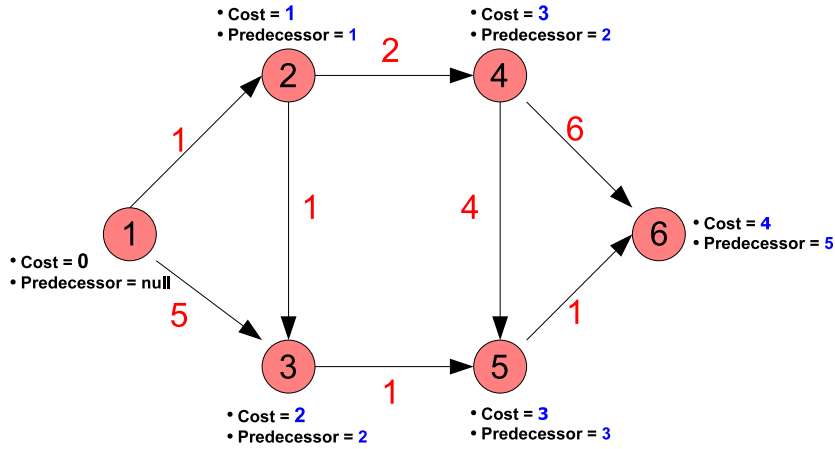 • Cost = 1
• Predecessor = 1
• Cost = 3
• Predecessor = 2
2
2
4
1
6
1
4
1
6
• Cost = 4
• Predecessor = 5
• Cost = 0
• Predecessor = null
5
1
3
5
1
• Cost = 2
• Predecessor = 2
• Cost = 3
• Predecessor = 3